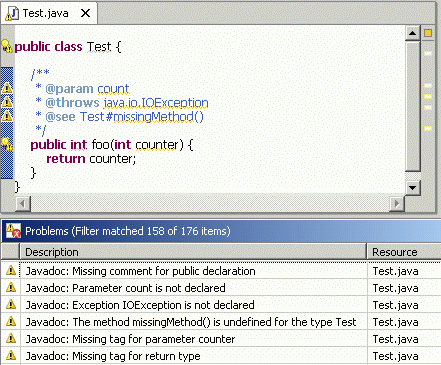 Test.java
public class Test {
/**
* @param count
* @throws java.io.IOException
* @see Test#missingMethod()
*/
public int foo(int counter) {
return counter;
}
}
Problems (Filter matched 158 of 176 items)
Description Resource
Javadoc: Missing comment for public declaration Test.java
Javadoc: Parameter count is not declared Test.java
Javadoc: Exception IOException is not declared Test.java
Javadoc: The method missingMethod() is undefined for the type Test Test.java
Javadoc: Missing tag for parameter counter Test.java
Javadoc: Missing tag for return type Test.java